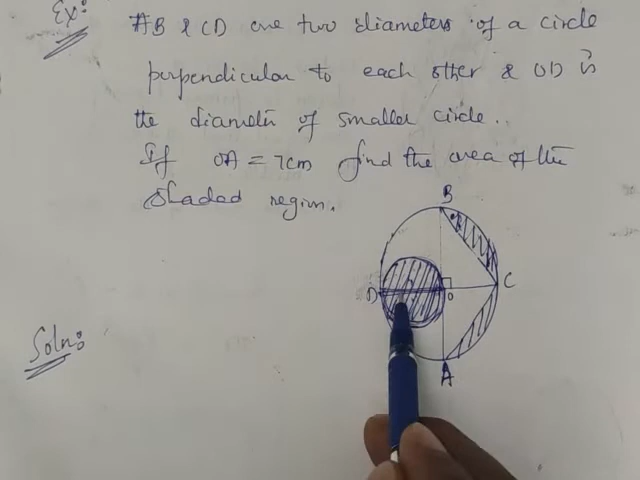 Ex:
AB & CD are two diameters of a circle
perpendicular to each other & OD is
the diameter of smaller circle..
If OA = 7cm find the area of the
Shaded region.
B
D O C
A
Soln: